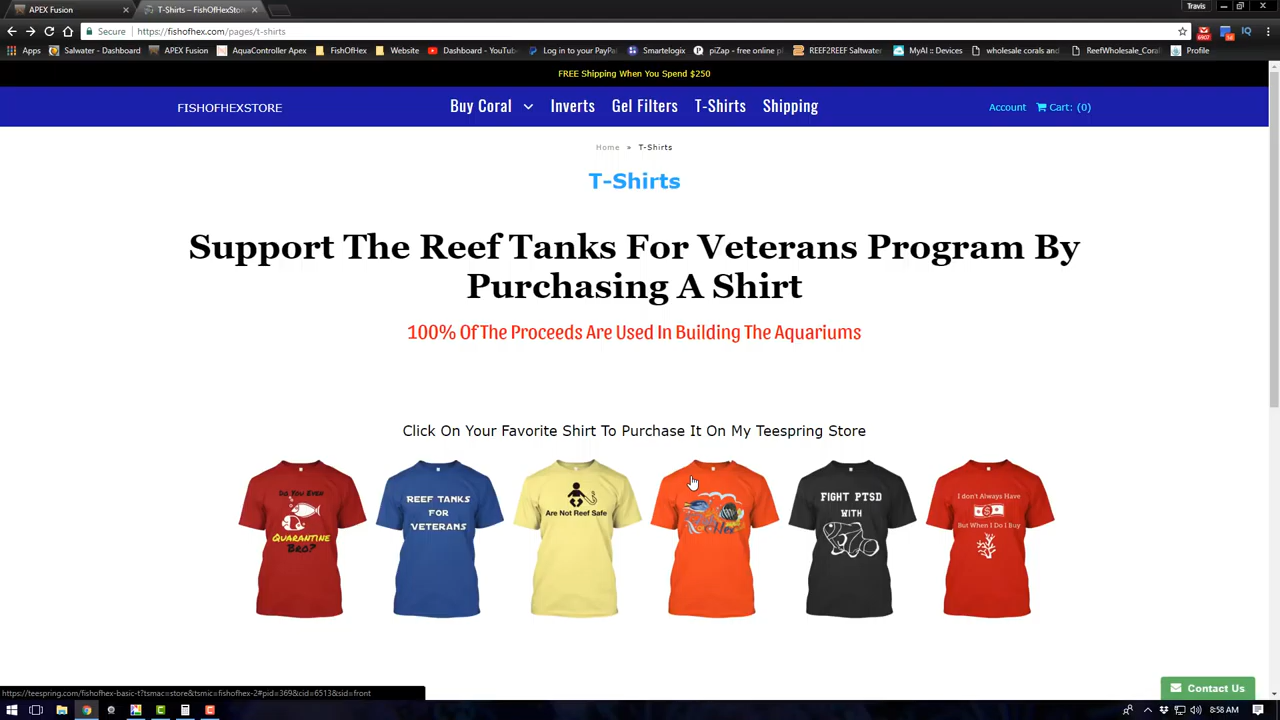 APEX Fusion
T-Shirts – FishOfHexStore
Travis
Secure
https://fishofhex.com/pages/t-shirts
Apps
Salwater - Dashboard
APEX Fusion
AquaController Apex
FishOfHex
Website
Dashboard - YouTube
Log in to your PayPal
Smartelogix
piZap - free online p
REEF2REEF Saltwater
MyAI :: Devices
wholesale corals and
ReefWholesale_Coral
Profile
FREE Shipping When You Spend $250
FISHOFHEXSTORE
Buy Coral
Inverts
Gel Filters
T-Shirts
Shipping
Account
Cart: (0)
Home » T-Shirts
T-Shirts
Support The Reef Tanks For Veterans Program By
Purchasing A Shirt
100% Of The Proceeds Are Used In Building The Aquariums
Click On Your Favorite Shirt To Purchase It On My Teespring Store
Do You Even
Quarantine
Bro?
REEF TANKS
FOR
VETERANS
Are Not Reef Safe
FIGHT PTSD
WITH
I don't Always Have
$
But When I Do I Buy
https://teespring.com/fishofhex-basic-t?tsmac=store&tsmic=fishofhex-2#pid=369&cid=6513&sid=front
Contact Us
8:58 AM